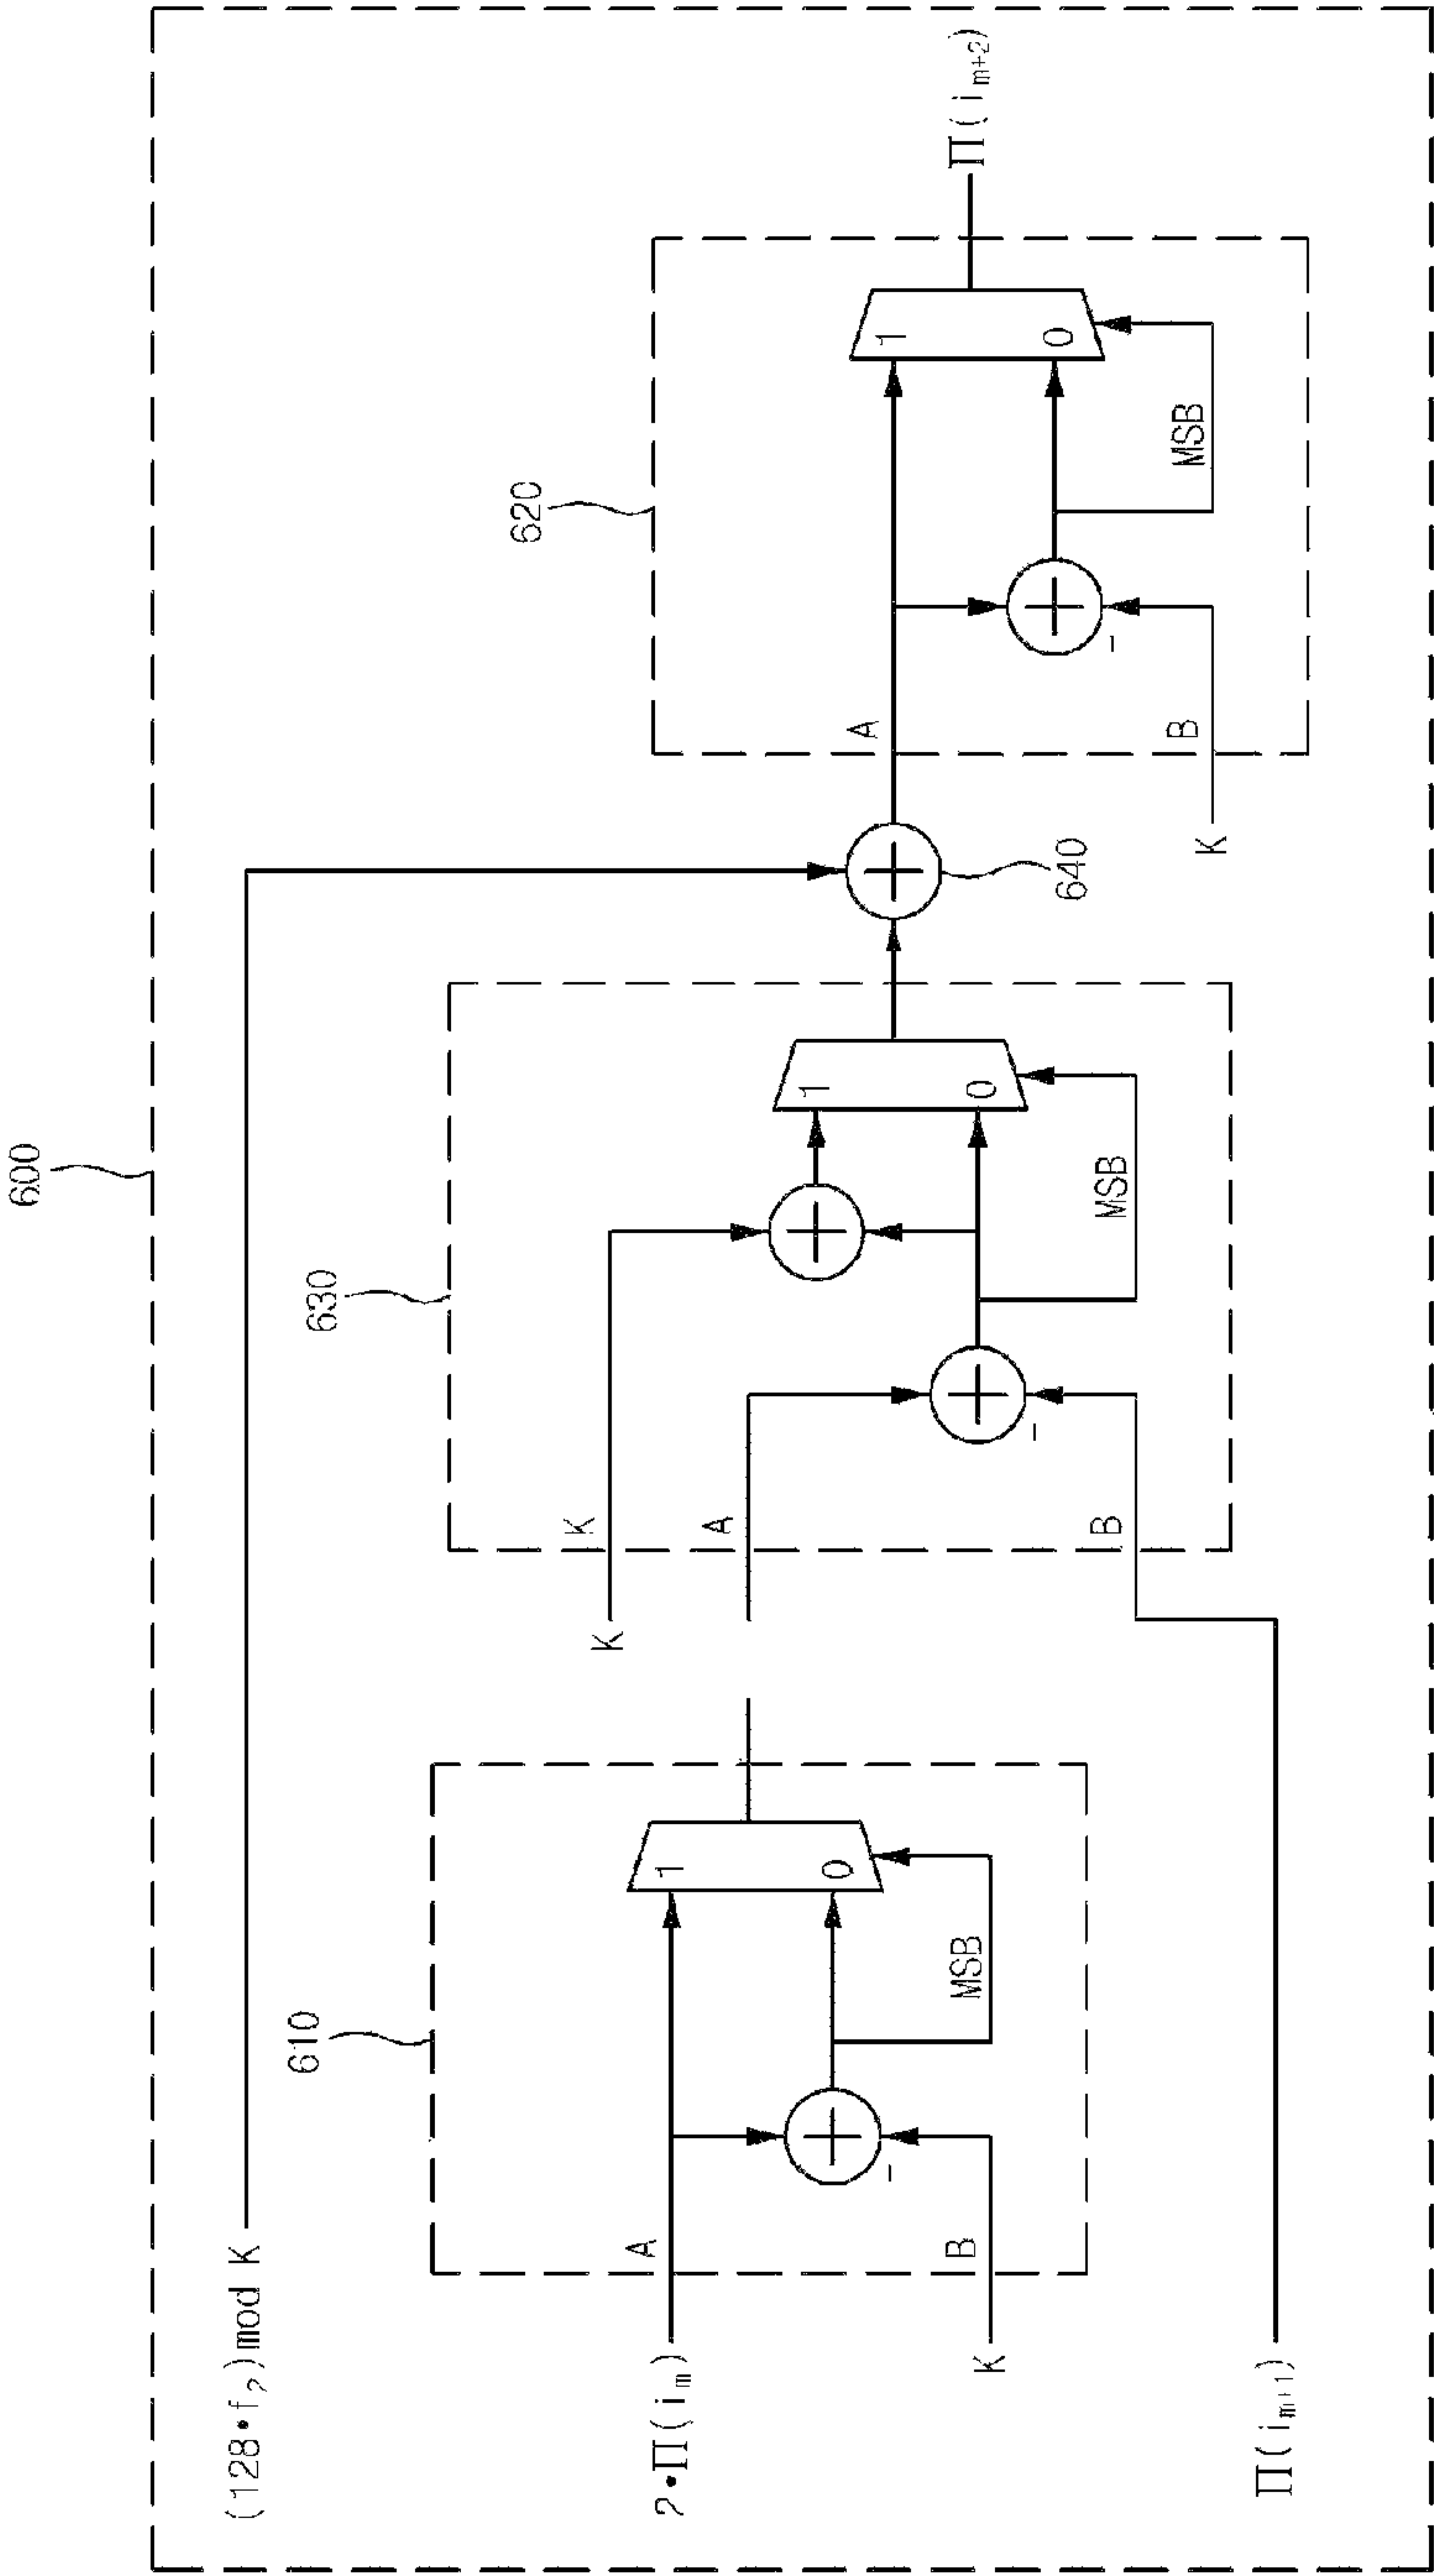 600
(128•f₂)mod K
2•Π(iₘ)
K
Π(iₘ₊₁)
610
A
B
1
0
MSB
K
630
K
A
B
1
0
MSB
640
K
620
A
B
1
0
MSB
-
-
-
Π(iₘ₊₂)